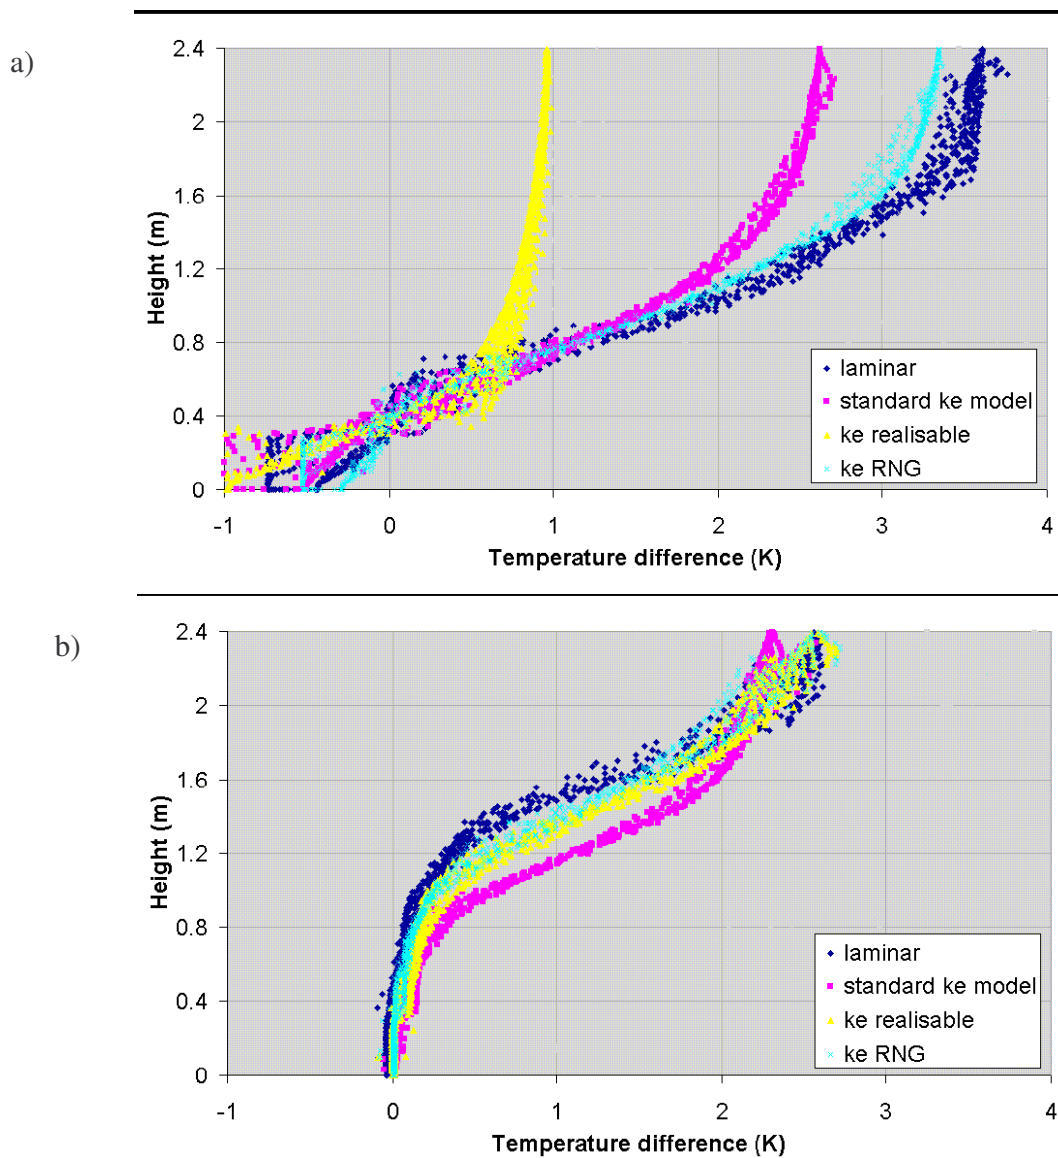 a)
2.4
2
1.6
1.2
0.8
0.4
0
Height (m)
-1 0 1 2 3 4
Temperature difference (K)
laminar
standard ke model
ke realisable
ke RNG
b)
2.4
2
1.6
1.2
0.8
0.4
0
Height (m)
-1 0 1 2 3 4
Temperature difference (K)
laminar
standard ke model
ke realisable
ke RNG